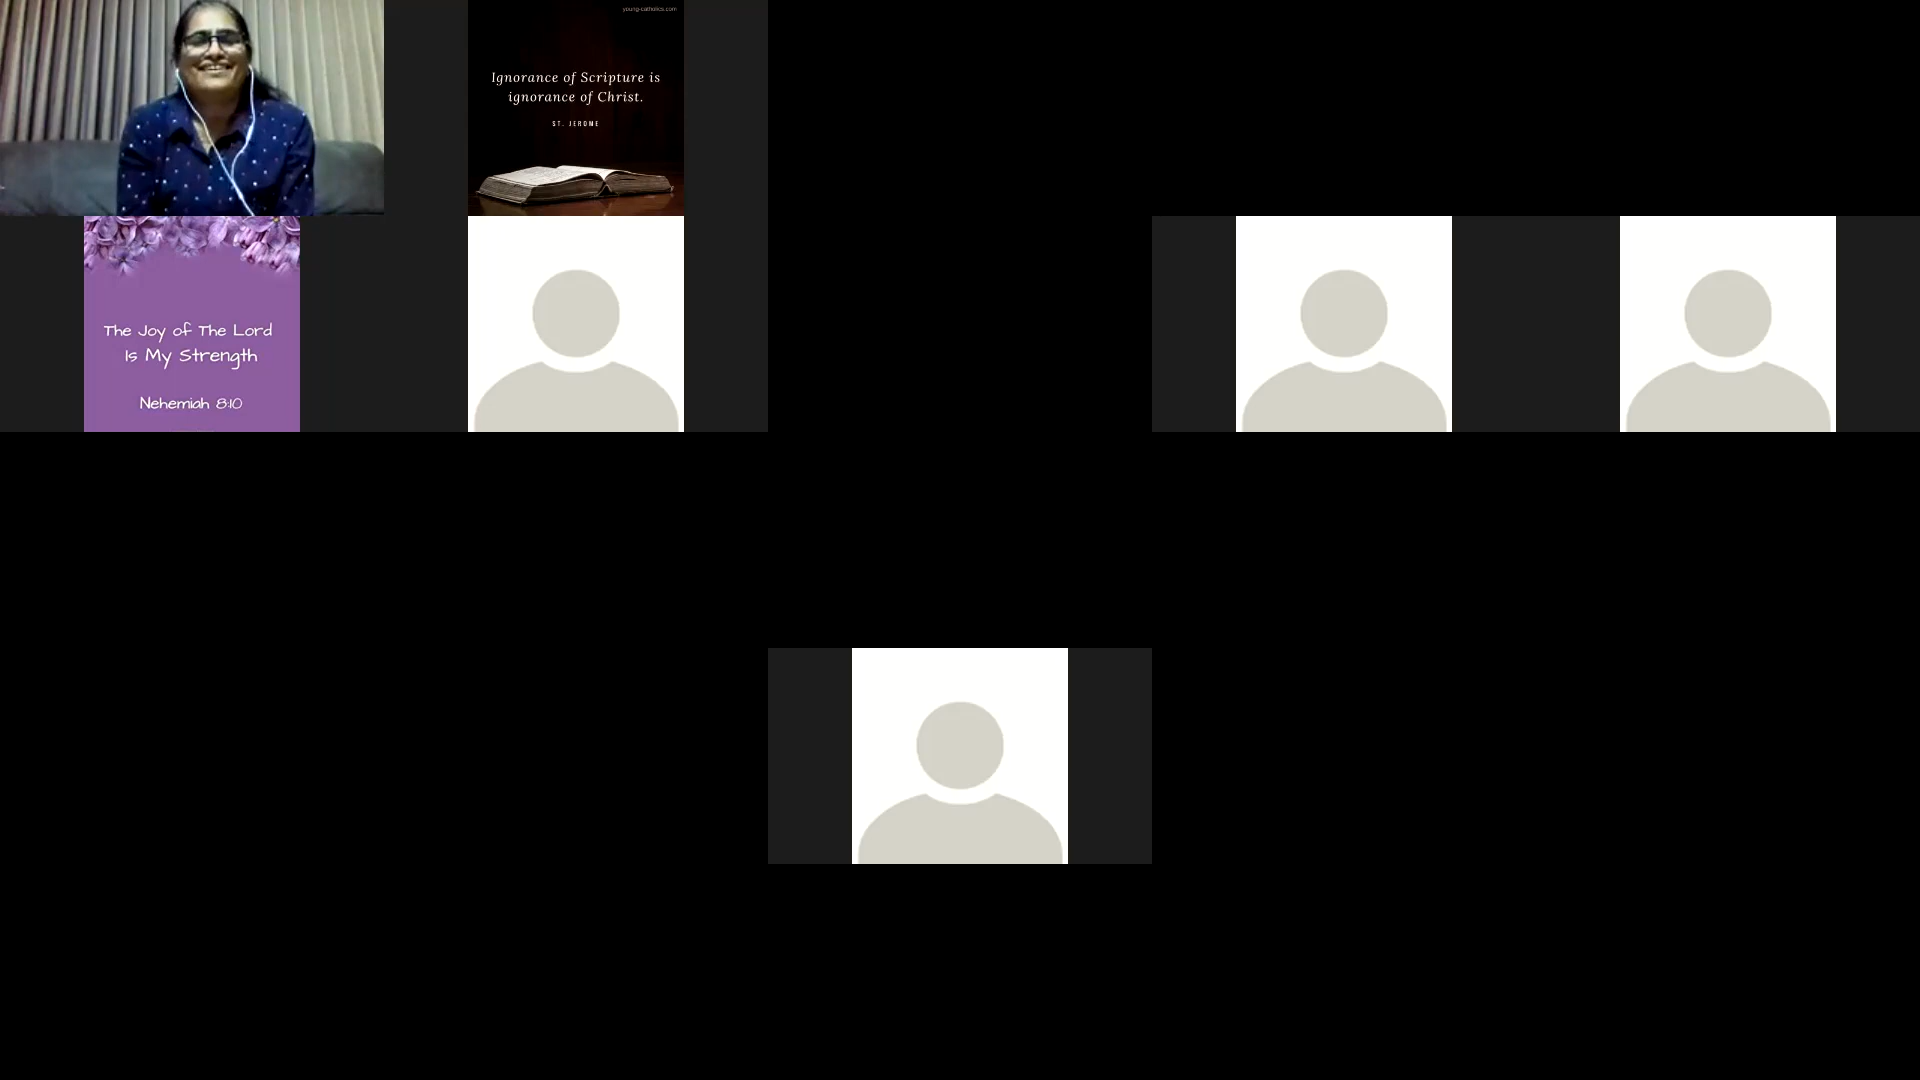 young-catholics.com
Ignorance of Scripture is
ignorance of Christ.
ST. JEROME
The Joy of The Lord
Is My Strength
Nehemiah 8:10